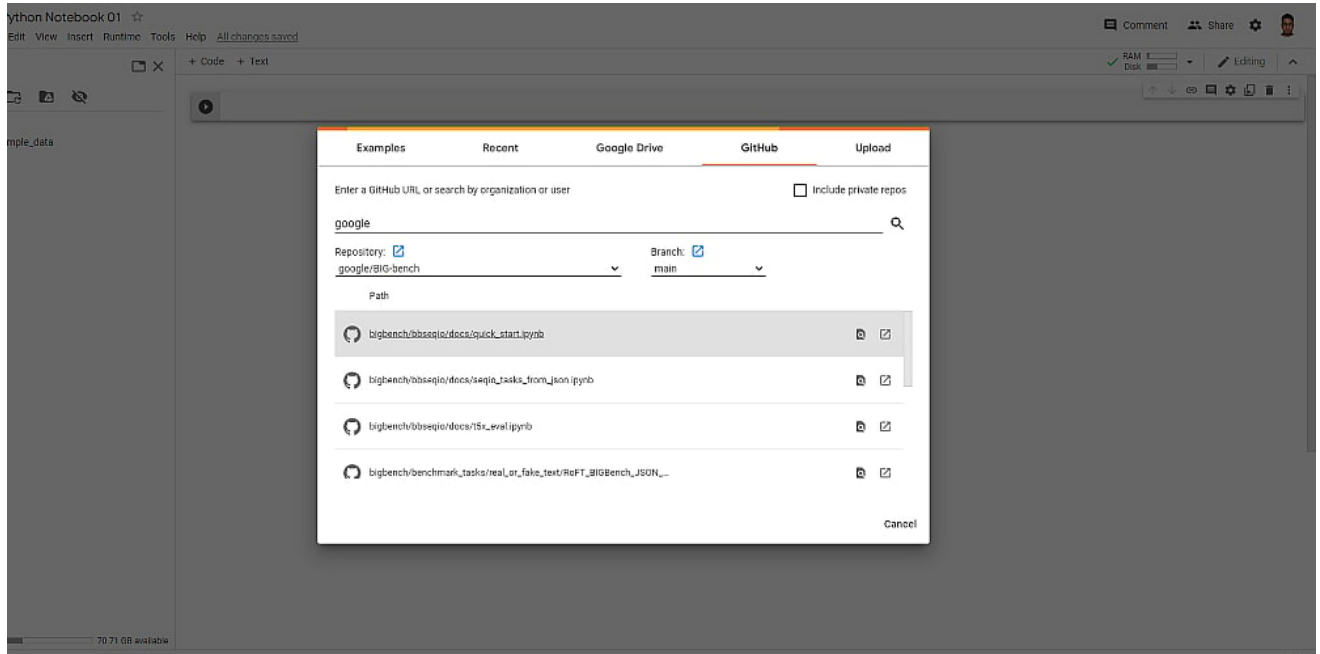 ython Notebook 01
Edit View Insert Runtime Tools Help All changes saved
Comment Share
+ Code + Text
RAM
Disk
Editing
mple_data
Examples Recent Google Drive GitHub Upload
Enter a GitHub URL or search by organization or user
Include private repos
google
Repository:
Branch:
google/BIG-bench
main
Path
bigbench/bbseqio/docs/quick_start.ipynb
bigbench/bbseqio/docs/seqio_tasks_from_json.ipynb
bigbench/bbseqio/docs/t5x_eval.ipynb
bigbench/benchmark_tasks/real_or_fake_text/RoFT_BIGBench_JSON_...
Cancel
70.71 GB available